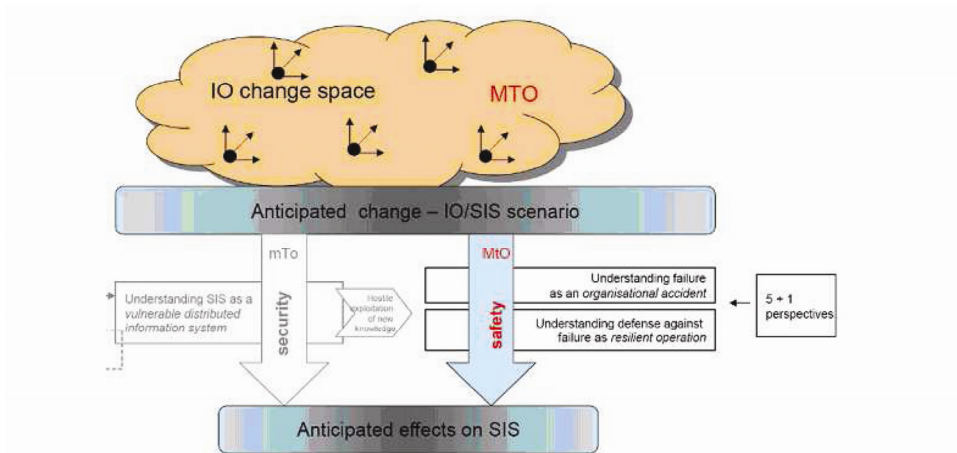 IO change space
MTO
Anticipated change – IO/SIS scenario
mTo
MtO
Understanding SIS as a
vulnerable distributed
information system
security
Hostile
exploitation
of new
knowledge
safety
Understanding failure
as an organisational accident
Understanding defense against
failure as resilient operation
5 + 1
perspectives
Anticipated effects on SIS